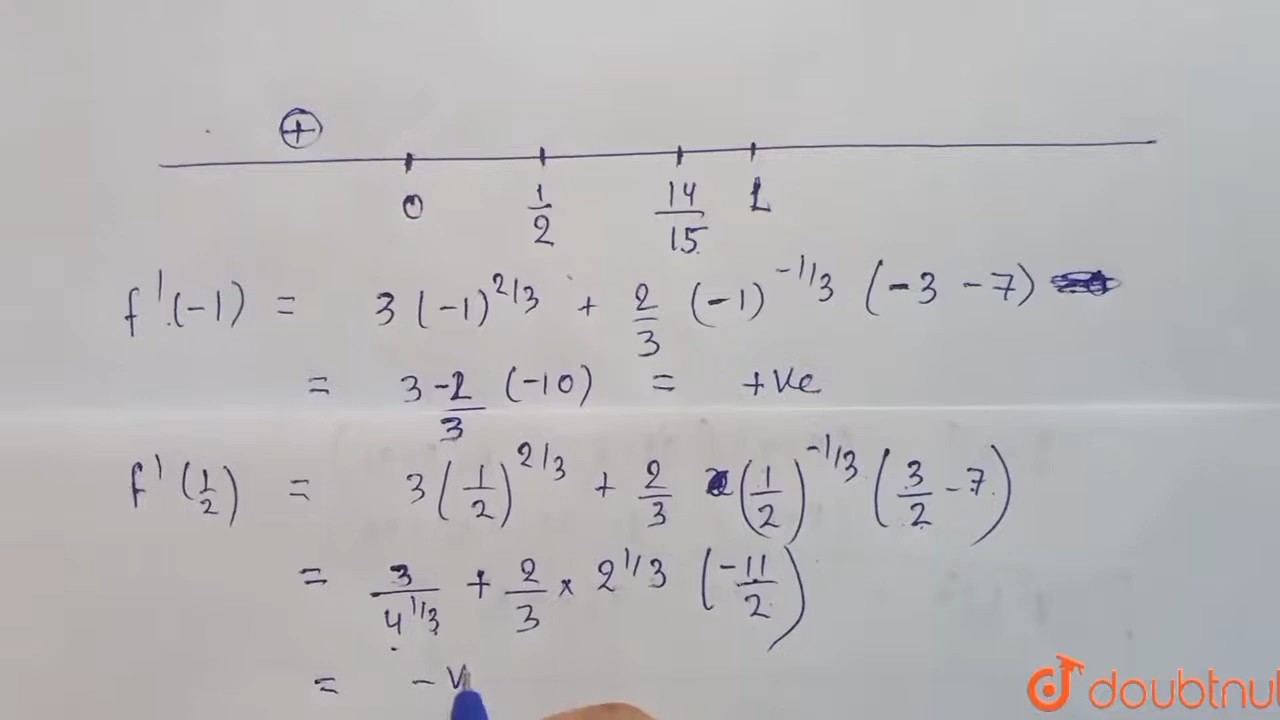 +
0 1/2 14/15 1
f'(-1) = 3(-1)^2/3 + 2/3 (-1)^-1/3 (-3-7)
= 3-2/3 (-10) = +ve
f'(1/2) = 3(1/2)^2/3 + 2/3 (1/2)^-1/3 (3/2-7)
= 3/4^1/3 + 2/3 × 2^1/3 (-11/2)
= -v
doubtnut